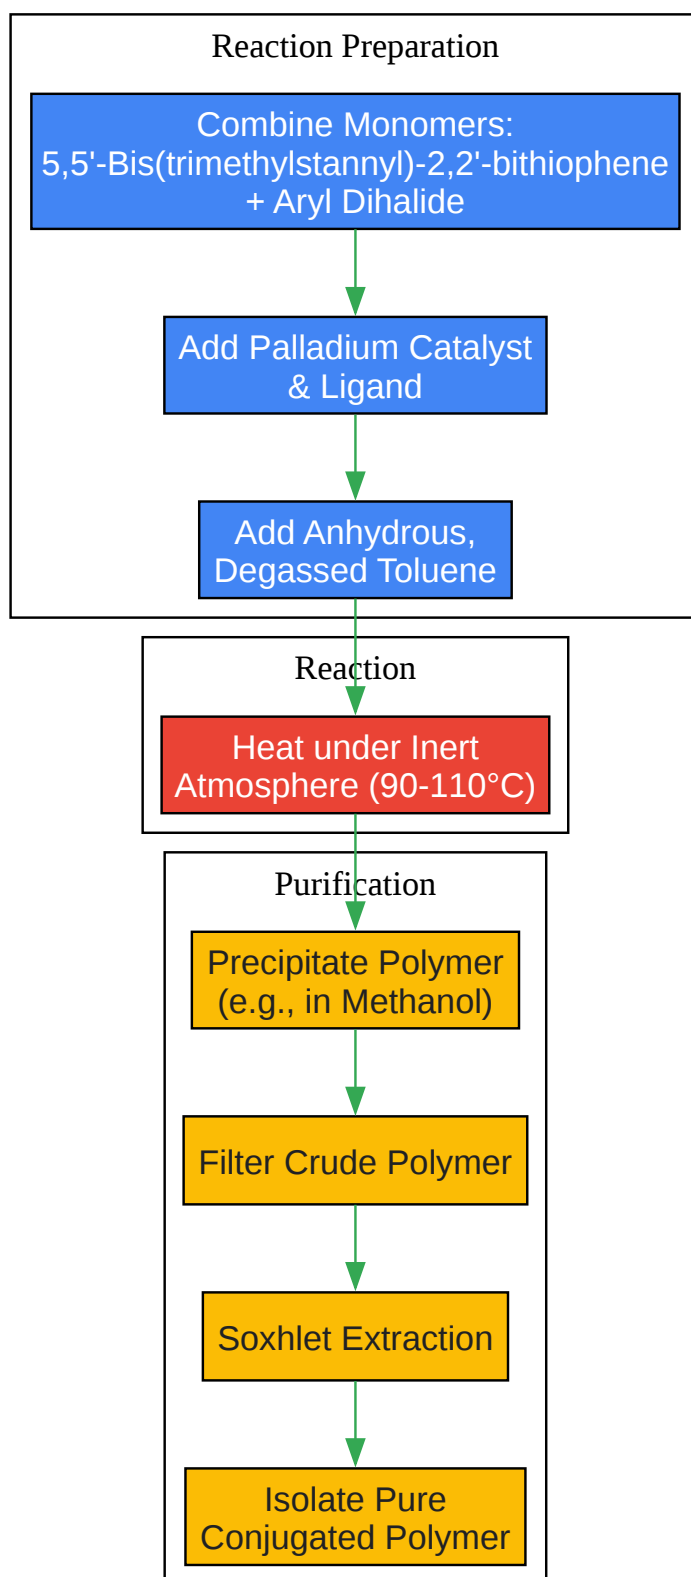 Reaction Preparation
Combine Monomers:
5,5'-Bis(trimethylstannyl)-2,2'-bithiophene
+ Aryl Dihalide
Add Palladium Catalyst
& Ligand
Add Anhydrous,
Degassed Toluene
Reaction
Heat under Inert
Atmosphere (90-110°C)
Purification
Precipitate Polymer
(e.g., in Methanol)
Filter Crude Polymer
Soxhlet Extraction
Isolate Pure
Conjugated Polymer